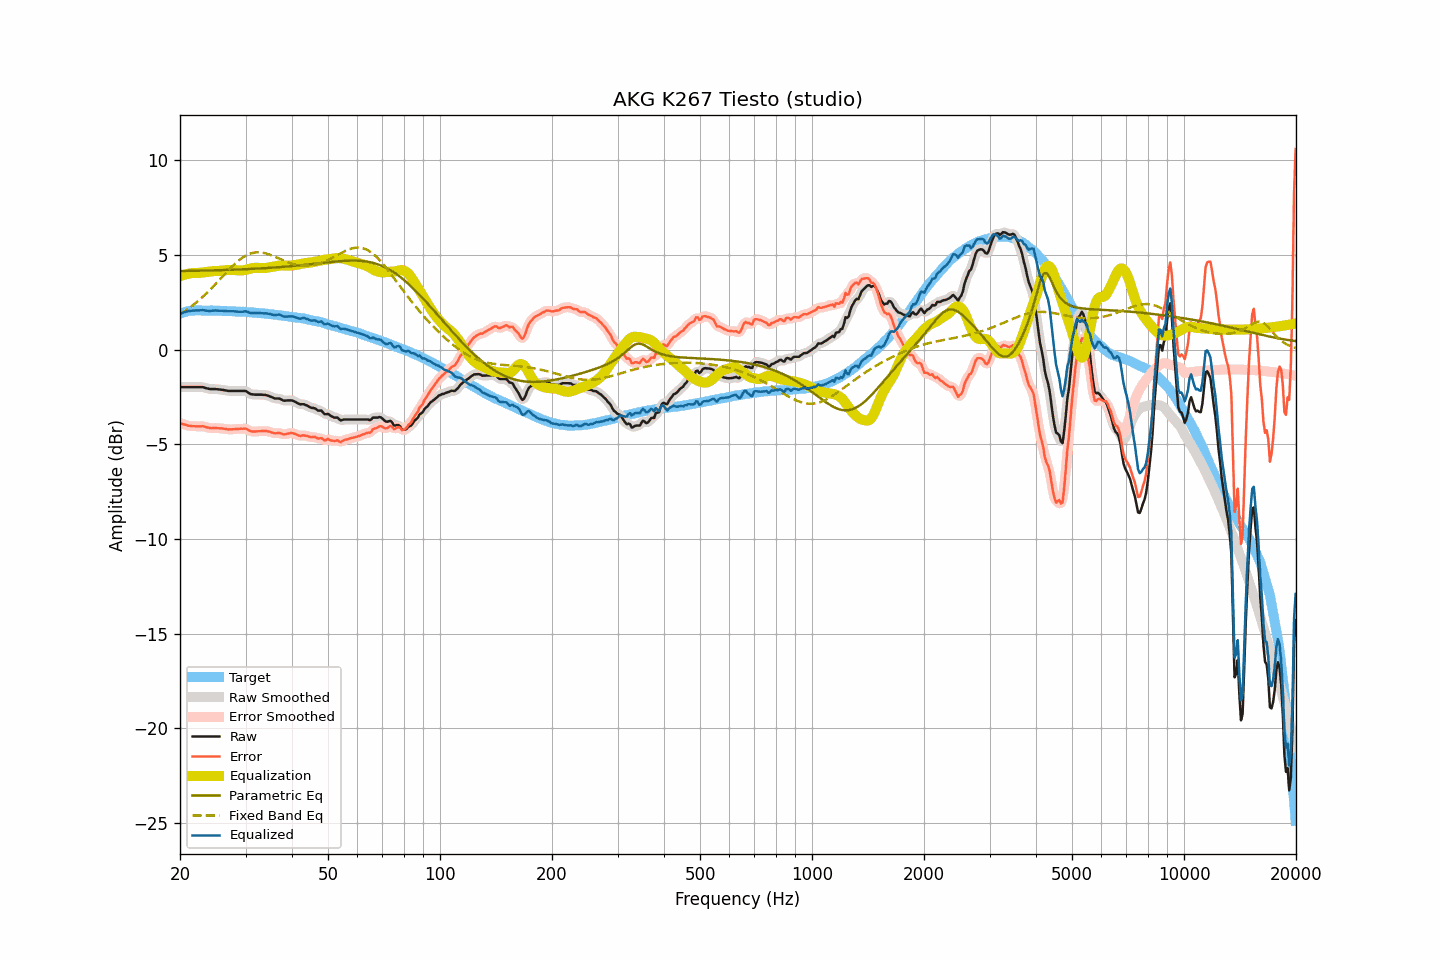 AKG K267 Tiesto (studio)
Amplitude (dBr)
10
5
0
−5
−10
−15
−20
−25
Target
Raw Smoothed
Error Smoothed
Raw
Error
Equalization
Parametric Eq
Fixed Band Eq
Equalized
20 50 100 200 500 1000 2000 5000 10000 20000
Frequency (Hz)